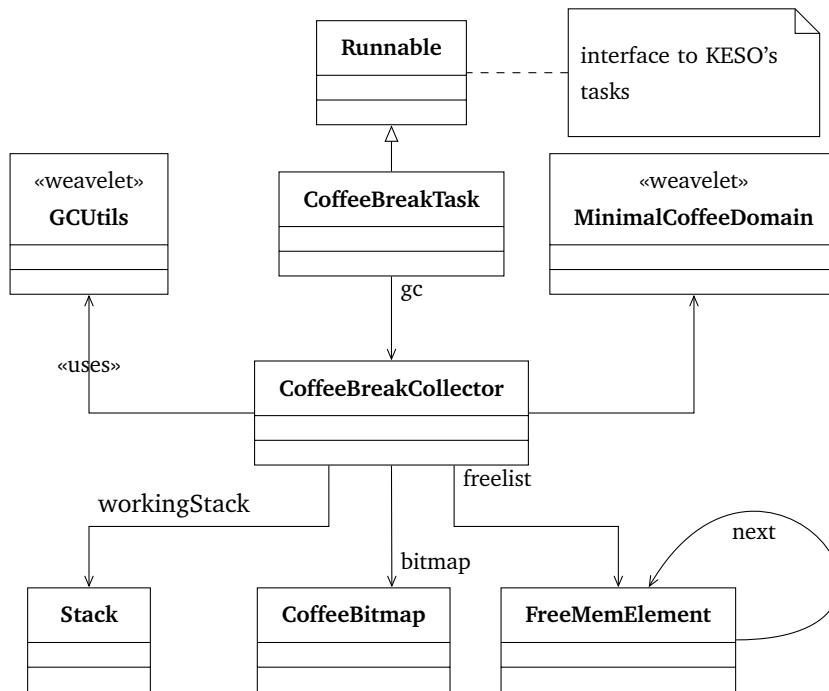 Runnable
interface to KESO’s
tasks
«weavelet»
GCUtils
CoffeeBreakTask
«weavelet»
MinimalCoffeeDomain
gc
«uses»
CoffeeBreakCollector
workingStack
freelist
bitmap
next
Stack
CoffeeBitmap
FreeMemElement